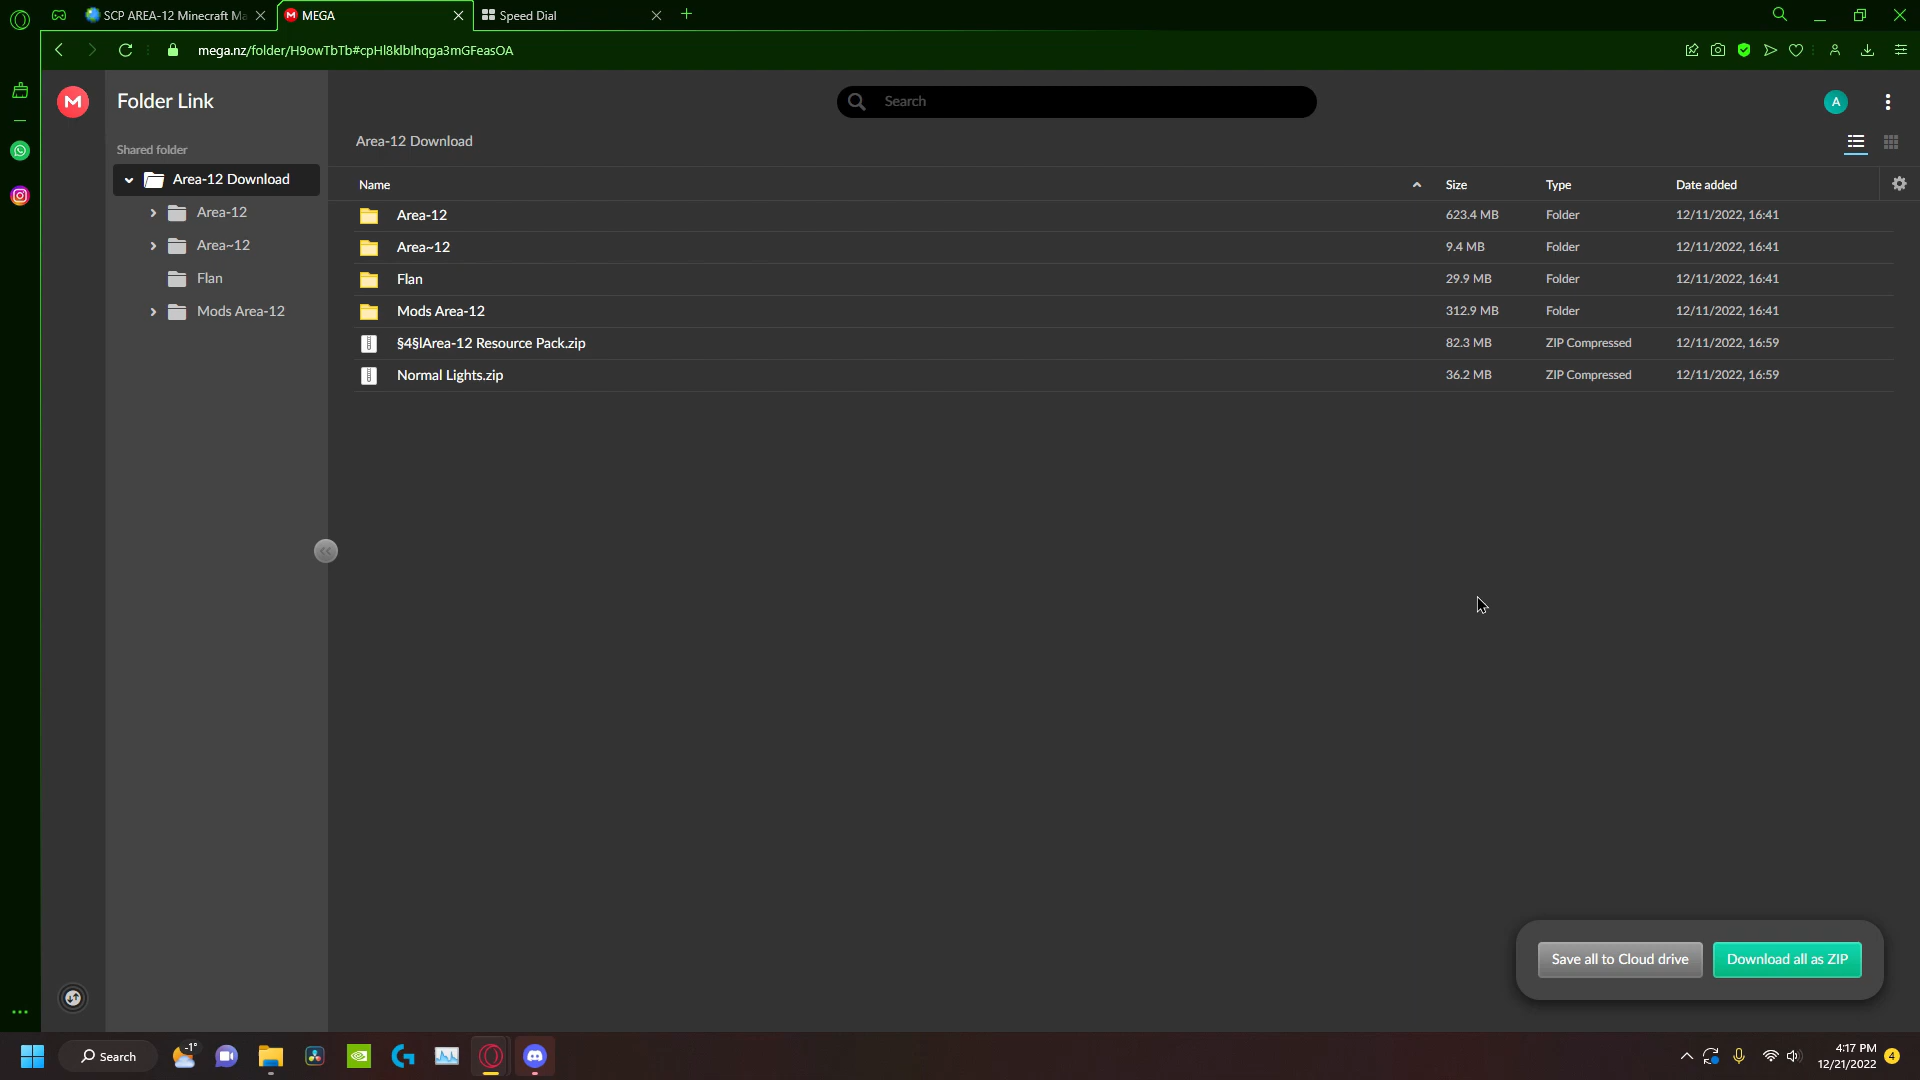 SCP AREA-12 Minecraft Ma
MEGA
Speed Dial
mega.nz/folder/H9owTbTb#cpHl8klblhqga3mGFeasOA
Folder Link
Search
A
Shared folder
Area-12 Download
Area-12 Download
Area-12
Area~12
Flan
Mods Area-12
Name Size Type Date added
Area-12 623.4 MB Folder 12/11/2022, 16:41
Area~12 9.4 MB Folder 12/11/2022, 16:41
Flan 29.9 MB Folder 12/11/2022, 16:41
Mods Area-12 312.9 MB Folder 12/11/2022, 16:41
§4§lArea-12 Resource Pack.zip 82.3 MB ZIP Compressed 12/11/2022, 16:59
Normal Lights.zip 36.2 MB ZIP Compressed 12/11/2022, 16:59
Save all to Cloud drive
Download all as ZIP
Search
-1°
4:17 PM
12/21/2022
4